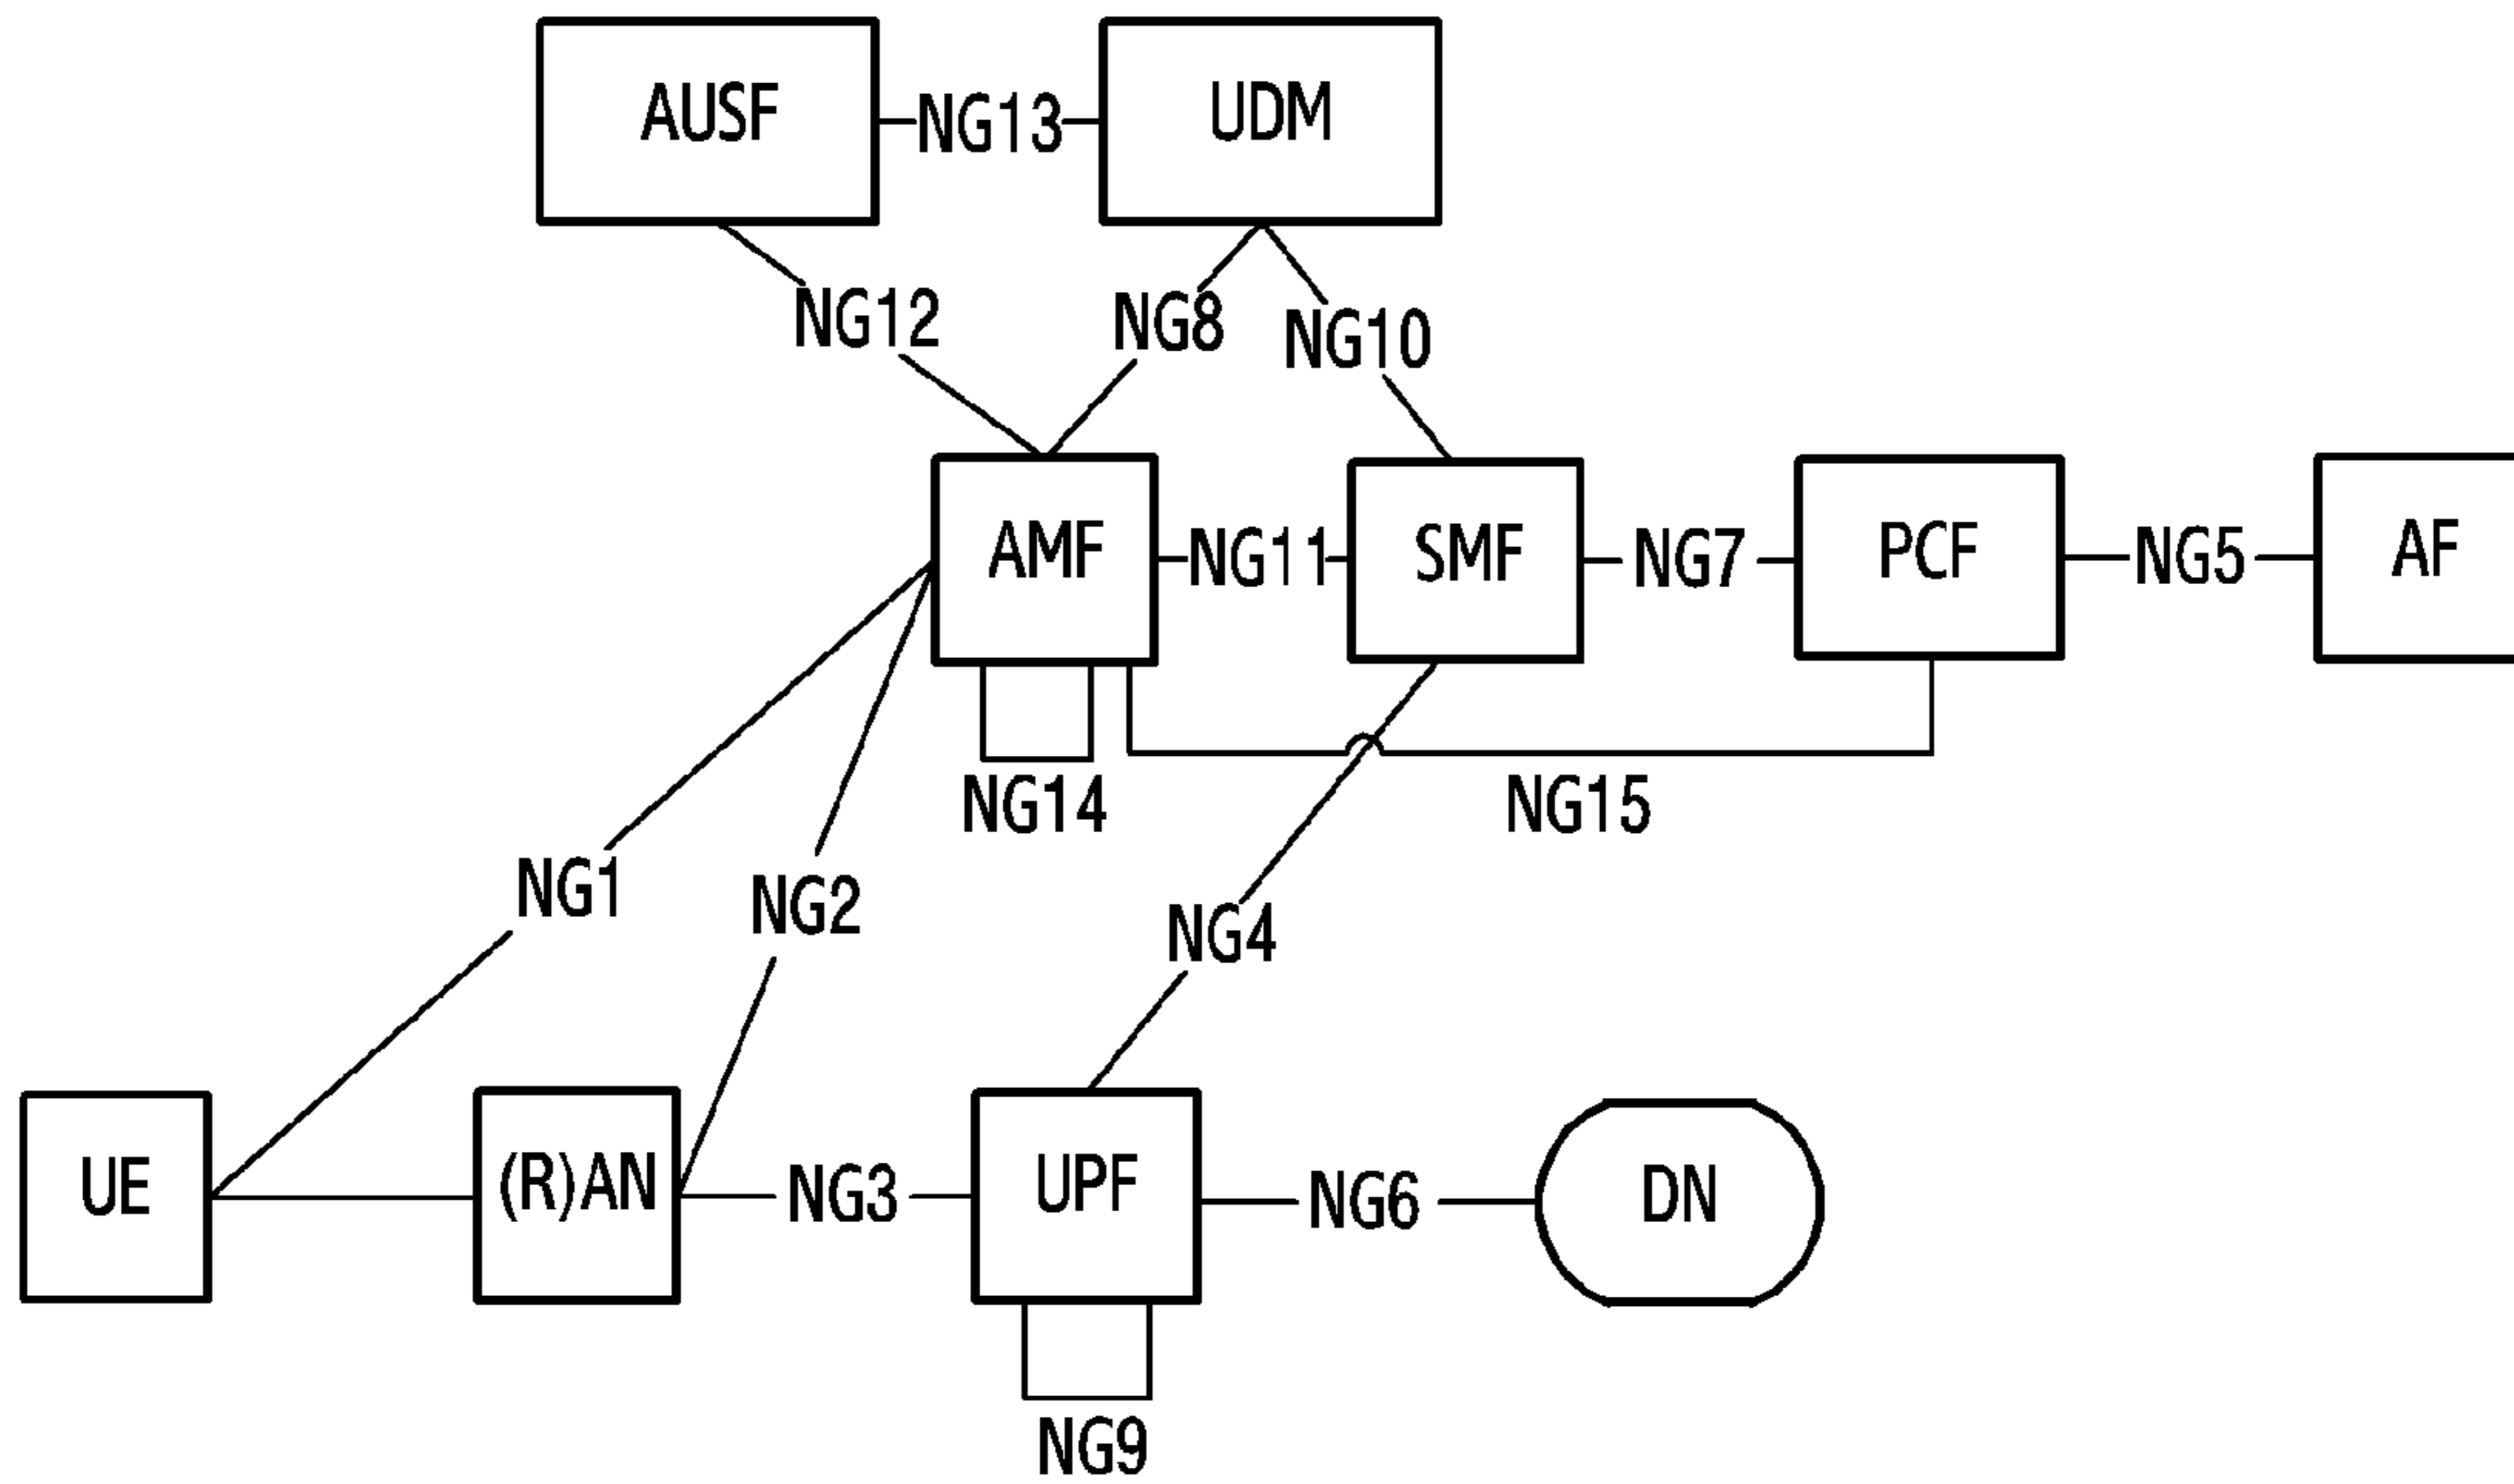 AUSF
NG13
UDM
NG12
NG8
NG10
AMF
NG11
SMF
NG7
PCF
NG5
AF
NG14
NG15
NG1
NG2
NG4
UE
(R)AN
NG3
UPF
NG6
DN
NG9